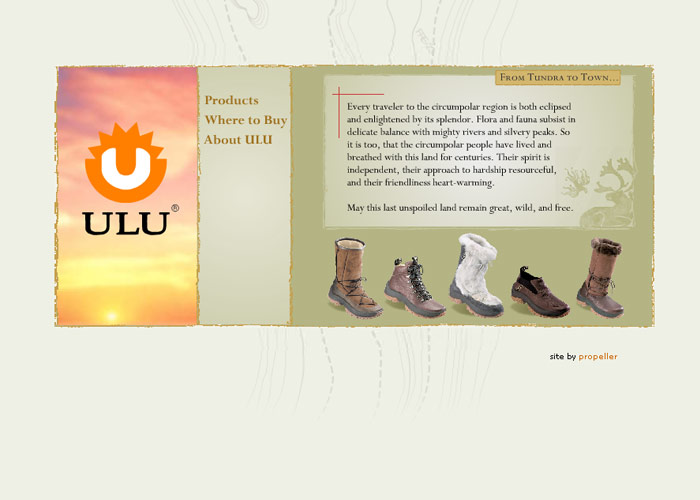 From Tundra to Town...
Products
Where to Buy
About ULU
Every traveler to the circumpolar region is both eclipsed
and enlightened by its splendor. Flora and fauna subsist in
delicate balance with mighty rivers and silvery peaks. So
it is too, that the circumpolar people have lived and
breathed with this land for centuries. Their spirit is
independent, their approach to hardship resourceful,
and their friendliness heart-warming.
May this last unspoiled land remain great, wild, and free.
U
ULU®
site by propeller